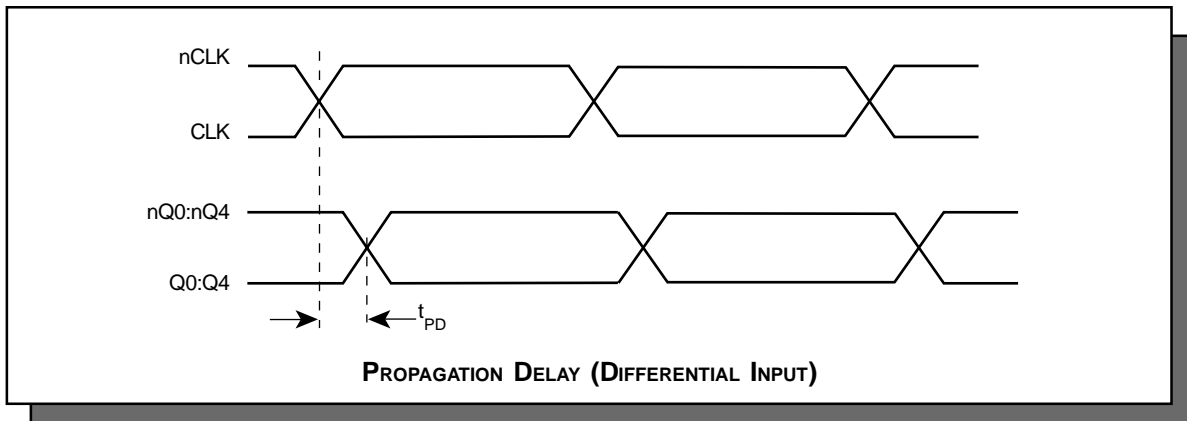 nCLK
CLK
nQ0:nQ4
Q0:Q4
tPD
PROPAGATION DELAY (DIFFERENTIAL INPUT)